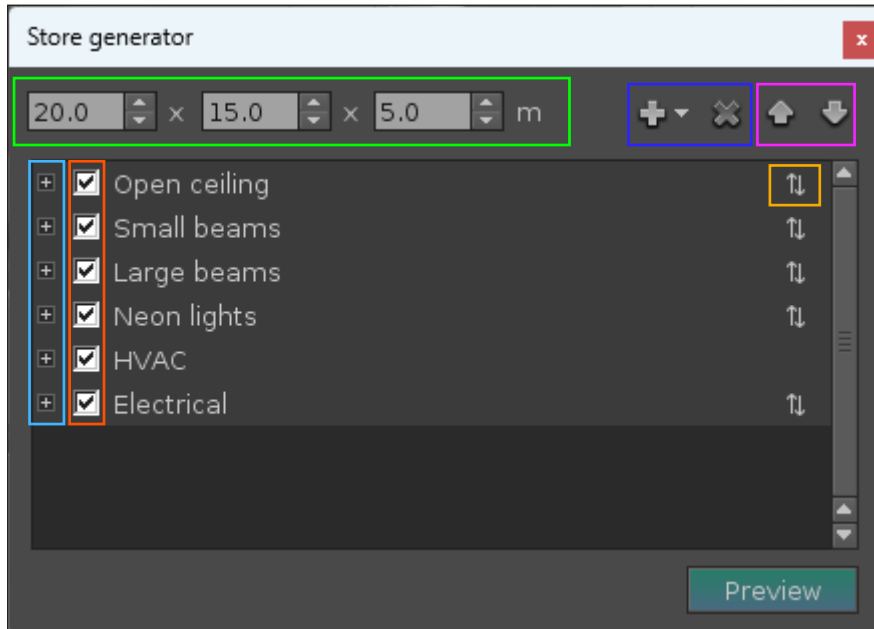 Store generator
x
20.0 x 15.0 x 5.0 m
Open ceiling
Small beams
Large beams
Neon lights
HVAC
Electrical
Preview